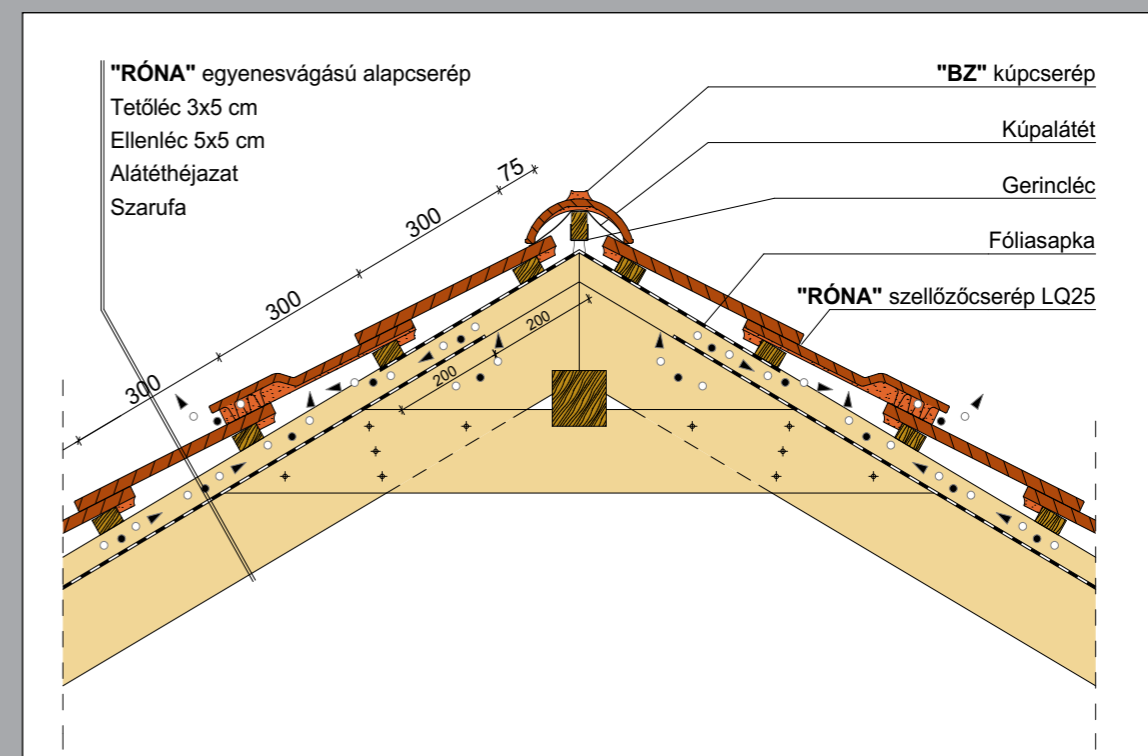 "RÓNA" egyenesvágású alapcserép
Tetőléc 3x5 cm
Ellenléc 5x5 cm
Alátéthéjazat
Szarufa
"BZ" kúpcserép
Kúpalátét
Gerincléc
Fóliasapka
"RÓNA" szellőzőcserép LQ25
75
300
300
300
200
200